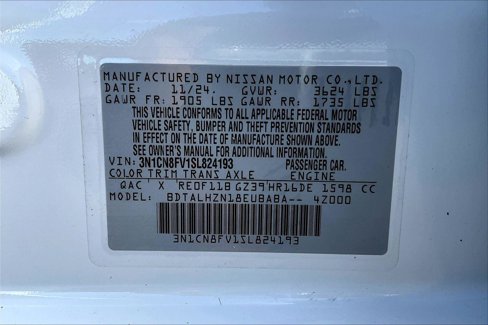 MANUFACTURED BY NISSAN MOTOR CO.,LTD.
DATE: 11/24. GVWR: 3624 LBS
GAWR FR: 1905 LBS GAWR RR: 1735 LBS
THIS VEHICLE CONFORMS TO ALL APPLICABLE FEDERAL MOTOR
VEHICLE SAFETY, BUMPER AND THEFT PREVENTION STANDARDS
IN EFFECT ON THE DATE OF MANUFACTURE SHOWN ABOVE.
SEE OWNER'S MANUAL FOR ADDITIONAL INFORMATION.
VIN: 3N1CN8FV1SL824193 PASSENGER CAR.
COLOR TRIM TRANS AXLE ENGINE
QAC X RE0F11B GZ39 HR16DE 1598 CC
MODEL: BDTALHZN18EUBABA-- 4Z000
3N1CN8FV1SL824193